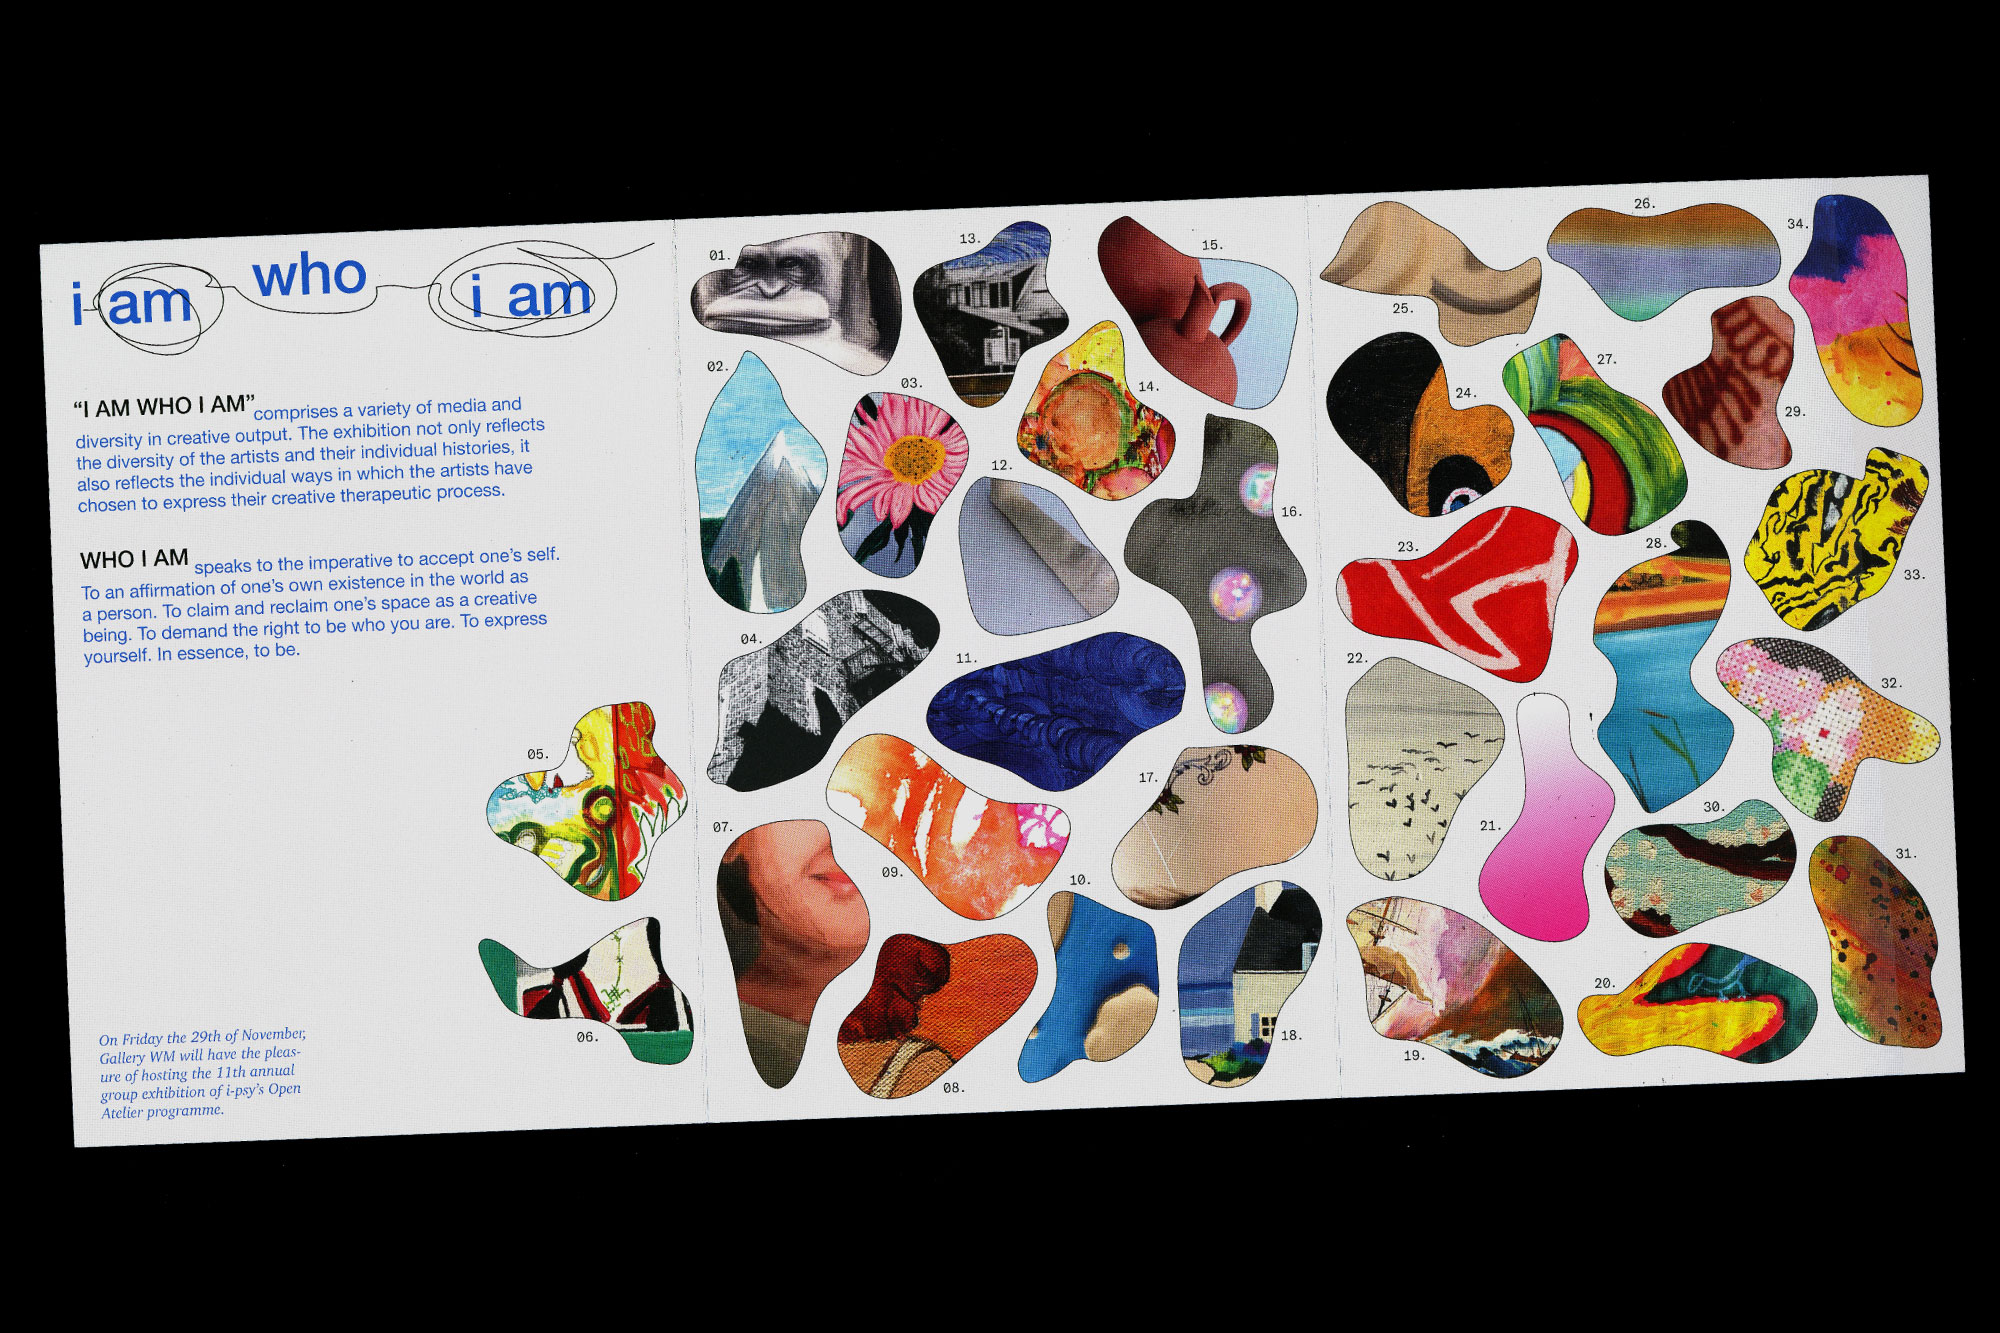 i am who i am
“I AM WHO I AM” comprises a variety of media and
diversity in creative output. The exhibition not only reflects
the diversity of the artists and their individual histories, it
also reflects the individual ways in which the artists have
chosen to express their creative therapeutic process.
WHO I AM speaks to the imperative to accept one’s self.
To an affirmation of one’s own existence in the world as
a person. To claim and reclaim one’s space as a creative
being. To demand the right to be who you are. To express
yourself. In essence, to be.
On Friday the 29th of November,
Gallery WM will have the pleas-
ure of hosting the 11th annual
group exhibition of i-psy’s Open
Atelier programme.
05.
06.
01.
13.
15.
02.
03.
14.
12.
16.
04.
11.
17.
07.
09.
10.
18.
08.
26.
34.
25.
27.
24.
29.
23.
28.
33.
22.
32.
21.
30.
31.
20.
19.